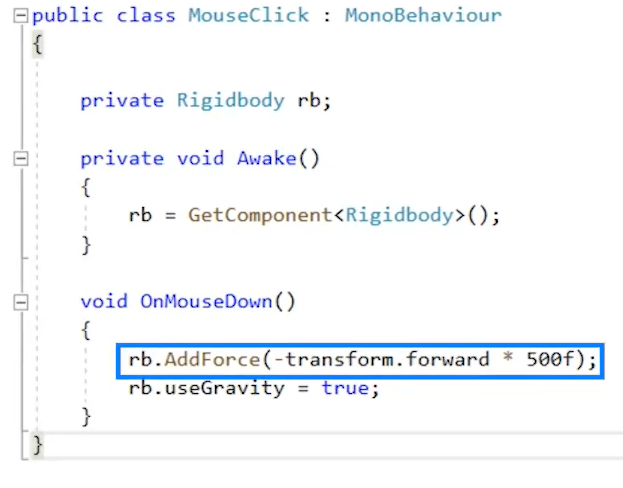 public class MouseClick : MonoBehaviour
{
private Rigidbody rb;
private void Awake()
{
rb = GetComponent<Rigidbody>();
}
void OnMouseDown()
{
rb.AddForce(-transform.forward * 500f);
rb.useGravity = true;
}
}